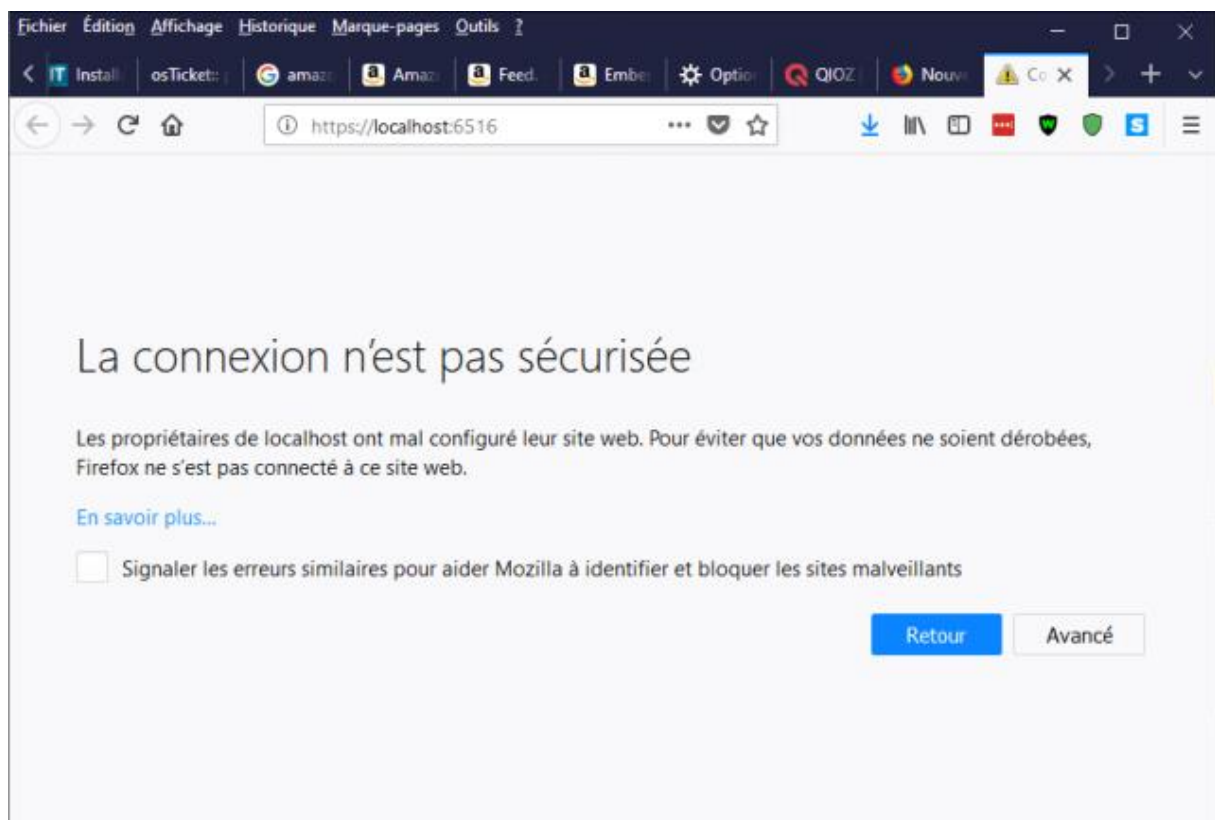 Fichier Édition Affichage Historique Marque-pages Outils ?
IT Install osTicket:: amaz Amaz Feed. Embe Optio QIOZ Nouv Co
https://localhost:6516
S
La connexion n’est pas sécurisée
Les propriétaires de localhost ont mal configuré leur site web. Pour éviter que vos données ne soient dérobées,
Firefox ne s’est pas connecté à ce site web.
En savoir plus...
Signaler les erreurs similaires pour aider Mozilla à identifier et bloquer les sites malveillants
Retour Avancé